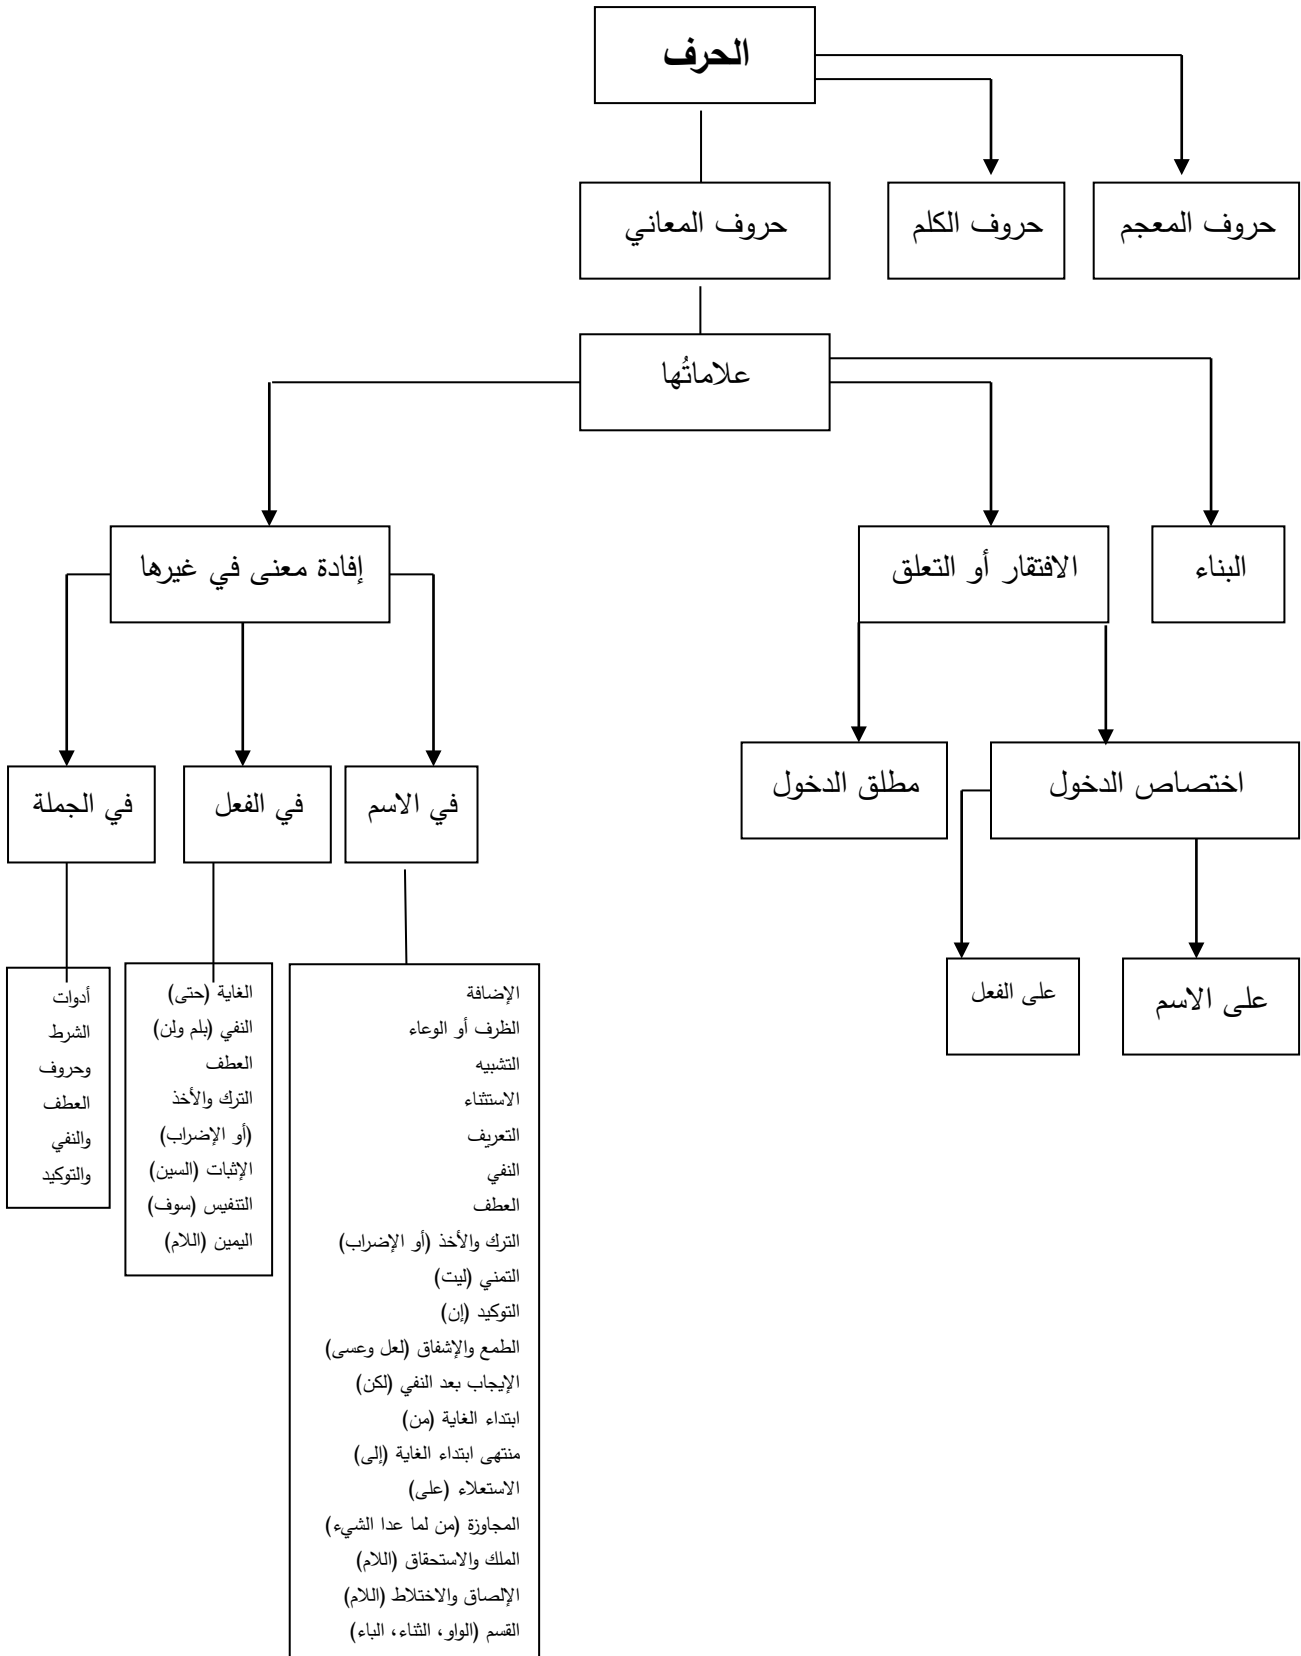 الحرف
حروف المعجم
حروف الكلم
حروف المعاني
علاماتُها
البناء
الافتقار أو التعلق
إفادة معنى في غيرها
اختصاص الدخول
مطلق الدخول
في الاسم
في الفعل
في الجملة
على الاسم
على الفعل
الإضافة
الظرف أو الوعاء
التشبيه
الاستثناء
التعريف
النفي
العطف
الترك والأخذ (أو الإضراب)
التمني (ليت)
التوكيد (إن)
الطمع والإشفاق (لعل وعسى)
الإيجاب بعد النفي (لكن)
ابتداء الغاية (من)
منتهى ابتداء الغاية (إلى)
الاستعلاء (على)
المجاوزة (من لما عدا الشيء)
الملك والاستحقاق (اللام)
الإلصاق والاختلاط (اللام)
القسم (الواو، الثناء، الباء)
الغاية (حتى)
النفي (بلم ولن)
العطف
الترك والأخذ
(أو الإضراب)
الإثبات (السين)
التنفيس (سوف)
اليمين (اللام)
أدوات
الشرط
وحروف
العطف
والنفي
والتوكيد